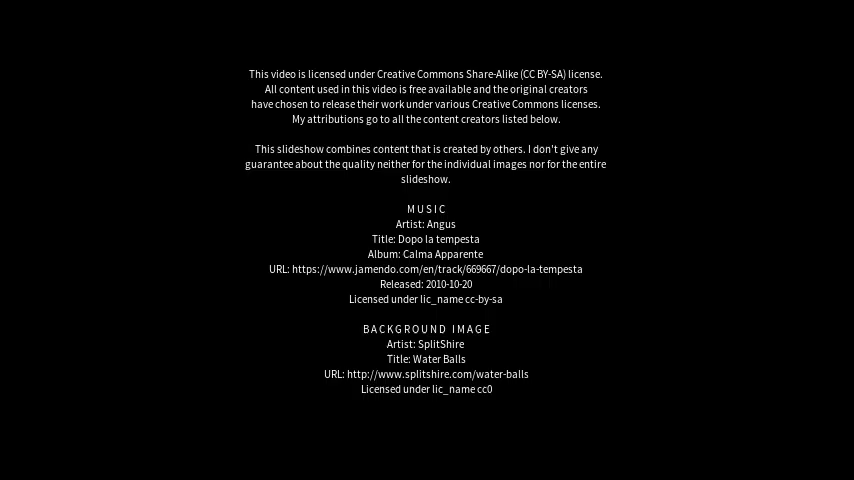 This video is licensed under Creative Commons Share-Alike (CC BY-SA) license.
All content used in this video is free available and the original creators
have chosen to release their work under various Creative Commons licenses.
My attributions go to all the content creators listed below.
This slideshow combines content that is created by others. I don't give any
guarantee about the quality neither for the individual images nor for the entire
slideshow.
MUSIC
Artist: Angus
Title: Dopo la tempesta
Album: Calma Apparente
URL: https://www.jamendo.com/en/track/669667/dopo-la-tempesta
Released: 2010-10-20
Licensed under lic_name cc-by-sa
BACKGROUND IMAGE
Artist: SplitShire
Title: Water Balls
URL: http://www.splitshire.com/water-balls
Licensed under lic_name cc0